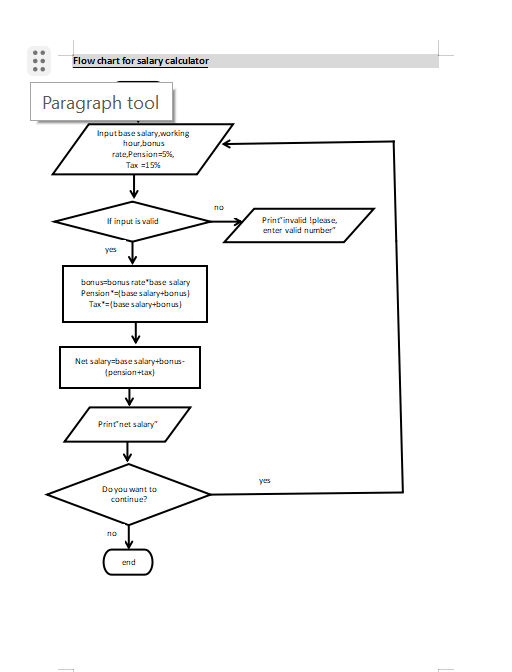 Flow chart for salary calculator
Paragraph tool
Input base salary,working
hour,bonus
rate,Pension=5%,
Tax =15%
no
If input is valid
Print"invalid !please,
enter valid number"
yes
bonus=bonus rate*base salary
Pension*=(base salary+bonus)
Tax*=(base salary+bonus)
Net salary=base salary+bonus-
(pension+tax)
Print"net salary"
yes
Do you want to
continue?
no
end